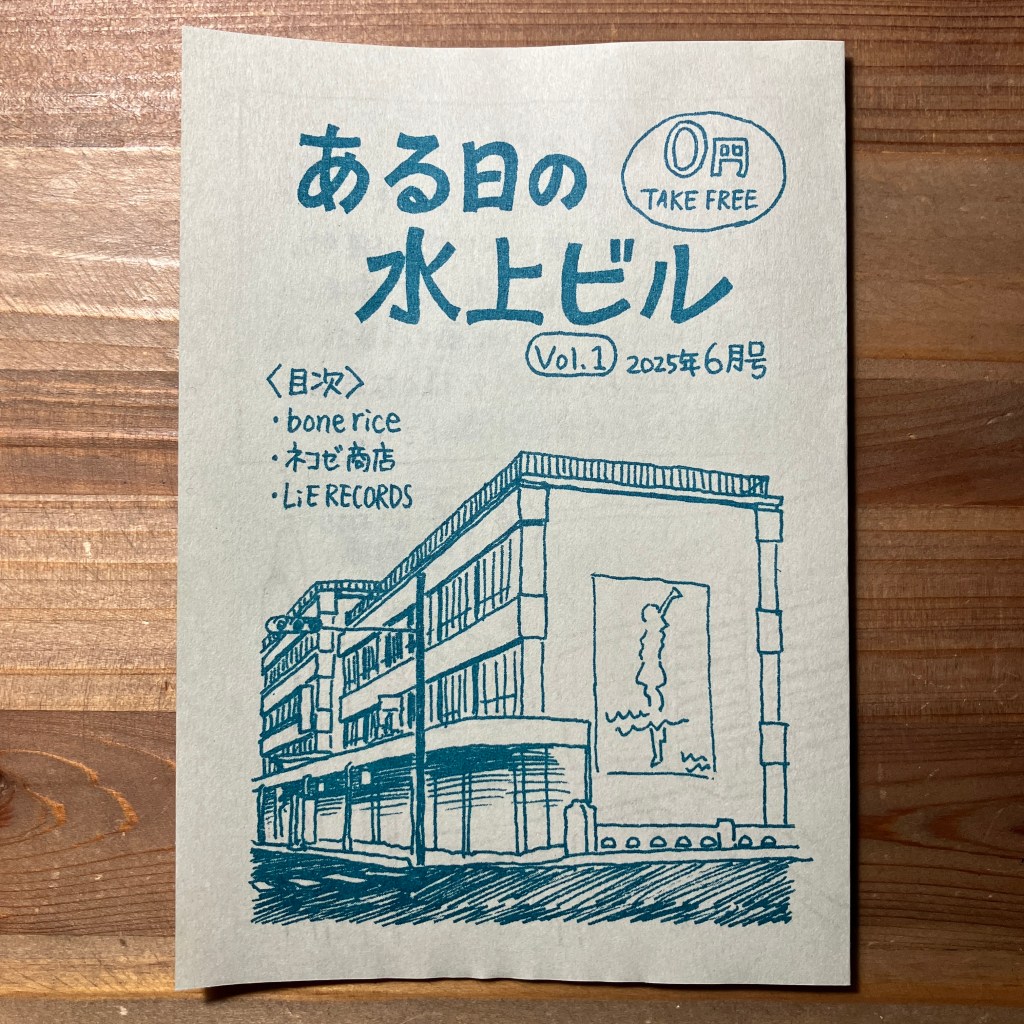 ある日の
水上ビル
0円
TAKE FREE
Vol.1 2025年6月号
〈目次〉
・bone rice
・ネコゼ商店
・LiE RECORDS